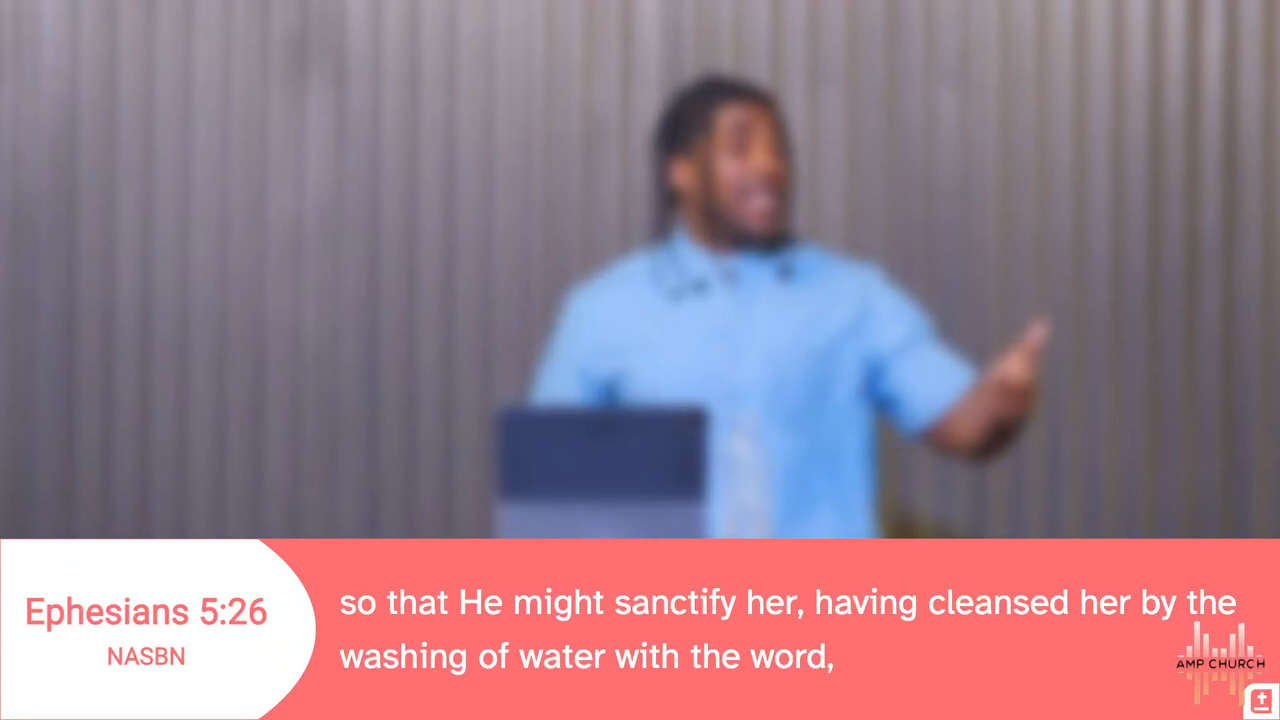 Ephesians 5:26
NASBN
so that He might sanctify her, having cleansed her by the
washing of water with the word,
AMP CHURCH